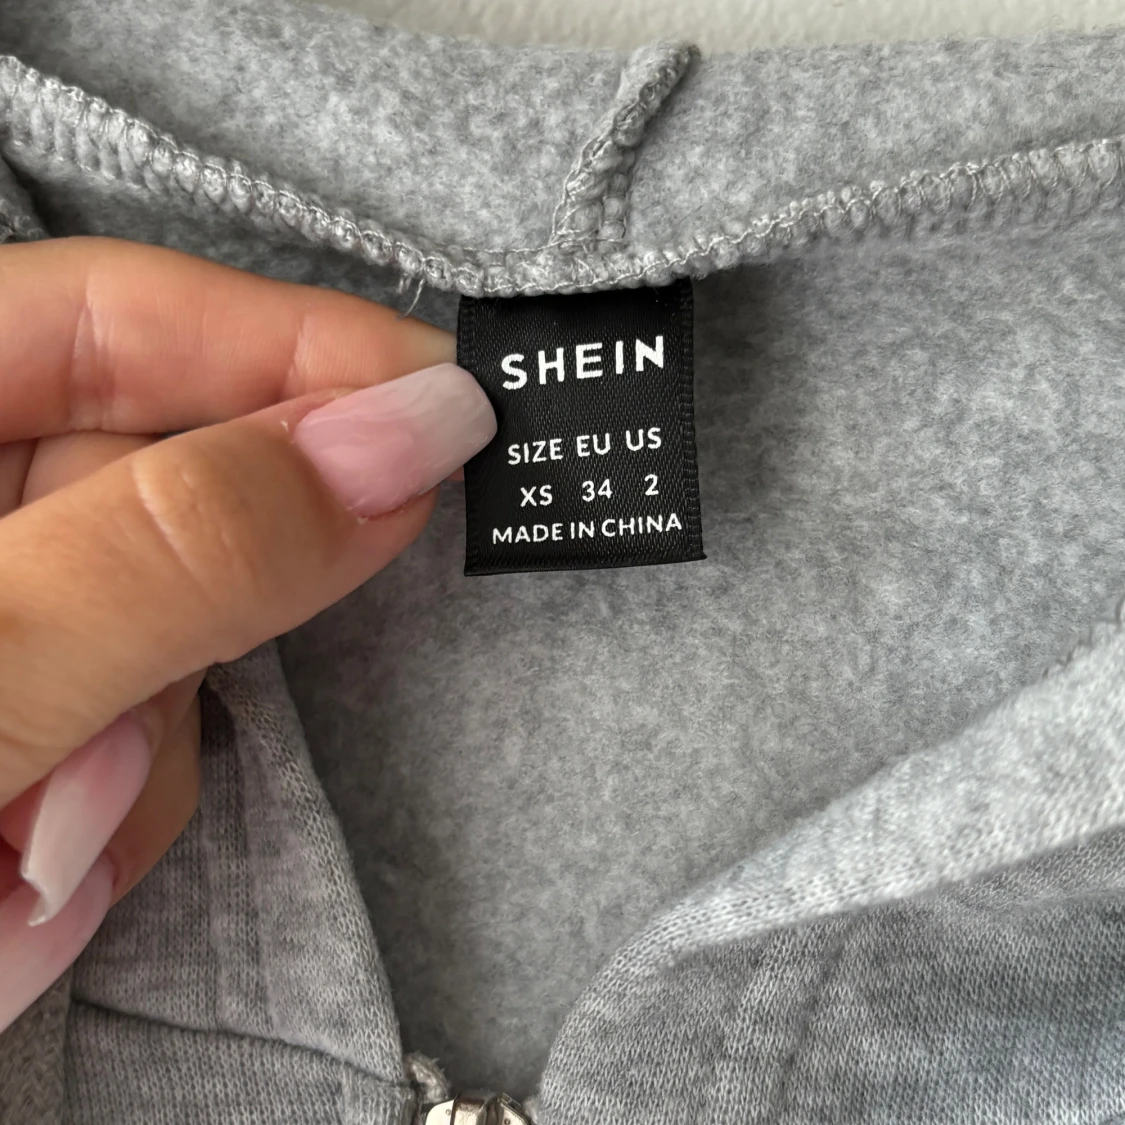 SHEIN
SIZE EU US
XS 34 2
MADE IN CHINA